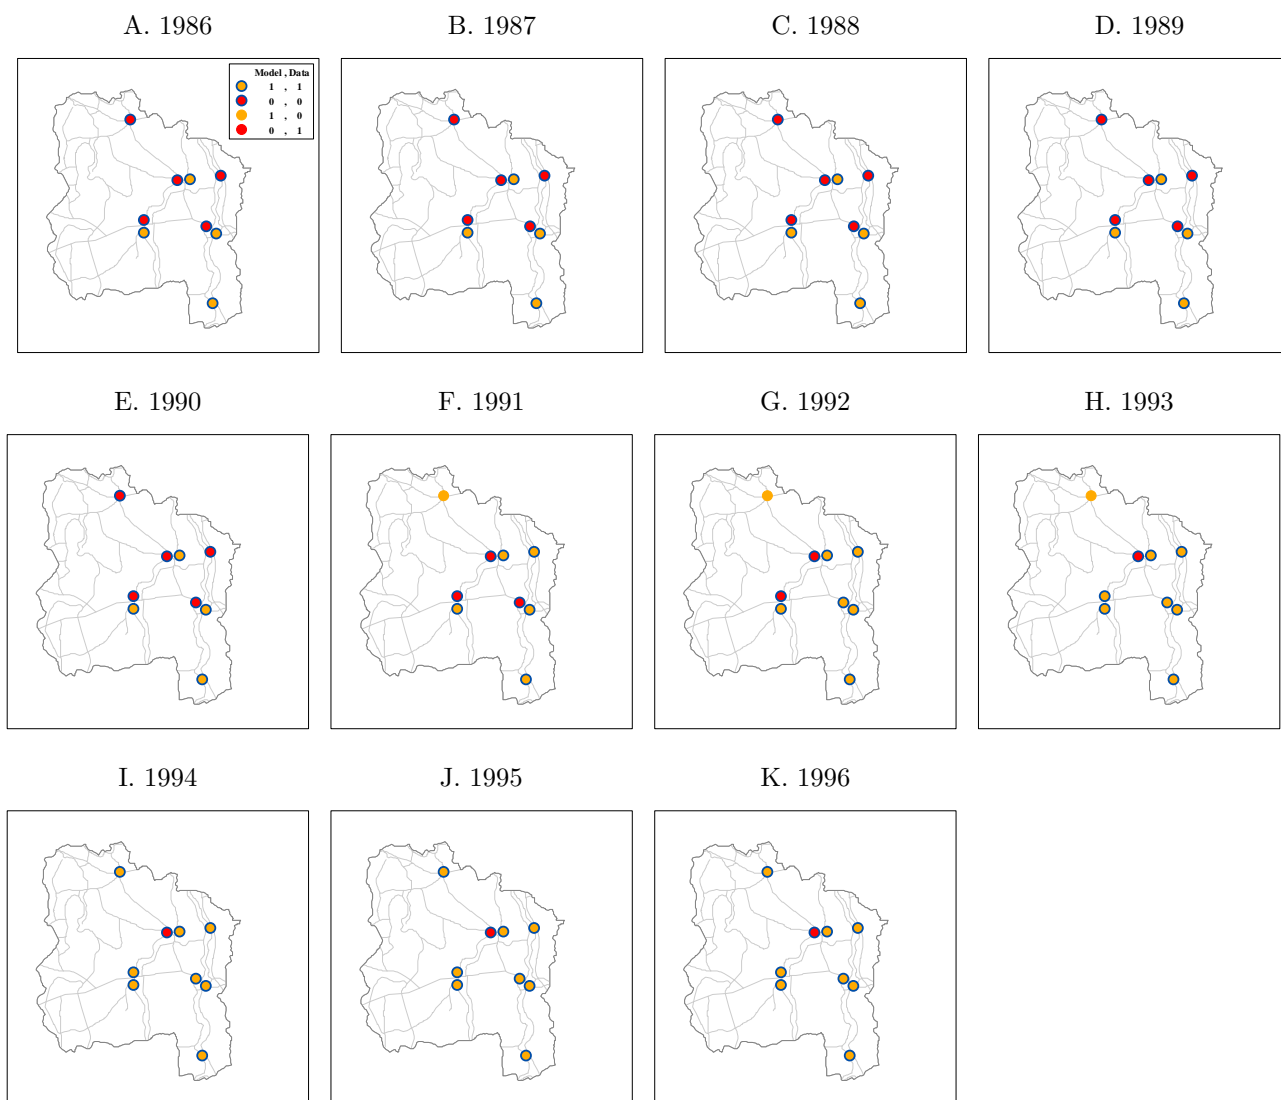 A. 1986
B. 1987
C. 1988
D. 1989
Model , Data
1 , 1
0 , 0
1 , 0
0 , 1
E. 1990
F. 1991
G. 1992
H. 1993
I. 1994
J. 1995
K. 1996